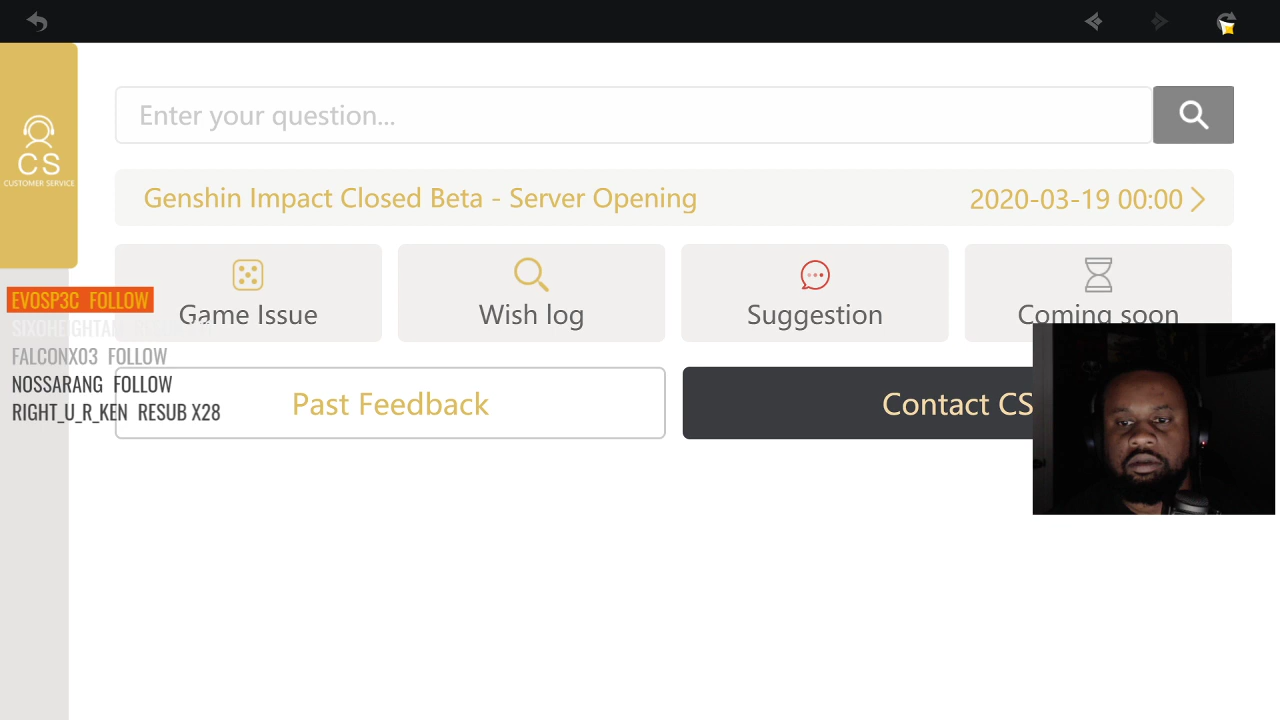 Enter your question...
CS
CUSTOMER SERVICE
Genshin Impact Closed Beta - Server Opening
2020-03-19 00:00
Game Issue
Wish log
Suggestion
Coming soon
EVOSP3C FOLLOW
FALCONX03 FOLLOW
NOSSARANG FOLLOW
RIGHT_U_R_KEN RESUB X28
Past Feedback
Contact CS